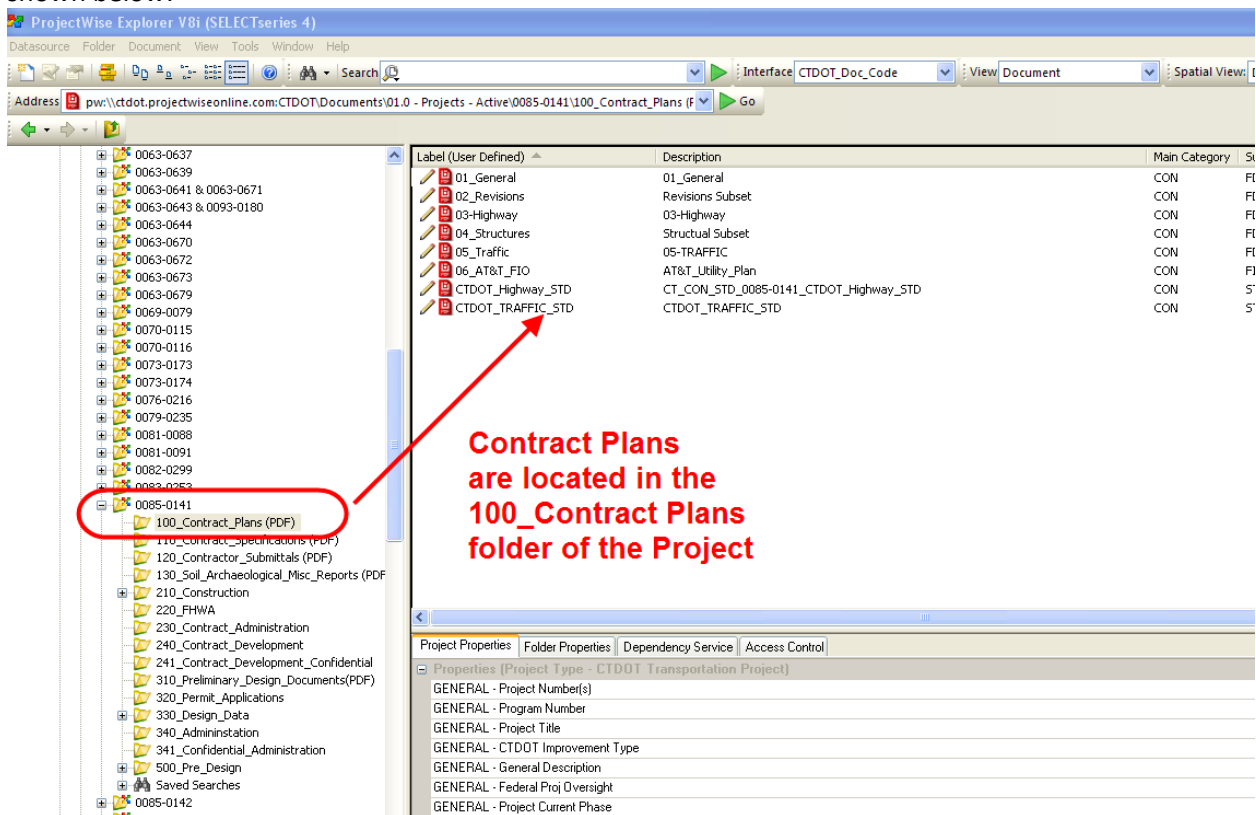 ProjectWise Explorer V8i (SELECTseries 4)
Datasource Folder Document View Tools Window Help
Search Interface CTDOT_Doc_Code View Document Spatial View:
Address pw:\\ctdot.projectwiseonline.com:CTDOT\Documents\01.0 - Projects - Active\0085-0141\100_Contract_Plans (F Go
0063-0637
0063-0639
0063-0641 & 0063-0671
0063-0643 & 0093-0180
0063-0644
0063-0670
0063-0672
0063-0673
0063-0679
0069-0079
0070-0115
0070-0116
0073-0173
0073-0174
0076-0216
0079-0235
0081-0088
0081-0091
0082-0299
0083-0253
0085-0141
100_Contract_Plans (PDF)
110_Contract_Specifications (PDF)
120_Contractor_Submittals (PDF)
130_Soil_Archaeological_Misc_Reports (PDF
210_Construction
220_FHWA
230_Contract_Administration
240_Contract_Development
241_Contract_Development_Confidential
310_Preliminary_Design_Documents(PDF)
320_Permit_Applications
330_Design_Data
340_Admininstation
341_Confidential_Administration
500_Pre_Design
Saved Searches
0085-0142
Label (User Defined) Description Main Category
01_General 01_General CON
02_Revisions Revisions Subset CON
03-Highway 03-Highway CON
04_Structures Structual Subset CON
05_Traffic 05-TRAFFIC CON
06_AT&T_FIO AT&T_Utility_Plan CON
CTDOT_Highway_STD CT_CON_STD_0085-0141_CTDOT_Highway_STD CON
CTDOT_TRAFFIC_STD CTDOT_TRAFFIC_STD CON
Contract Plans
are located in the
100_Contract Plans
folder of the Project
Project Properties Folder Properties Dependency Service Access Control
Properties (Project Type - CTDOT Transportation Project)
GENERAL - Project Number(s)
GENERAL - Program Number
GENERAL - Project Title
GENERAL - CTDOT Improvement Type
GENERAL - General Description
GENERAL - Federal Proj Oversight
GENERAL - Project Current Phase